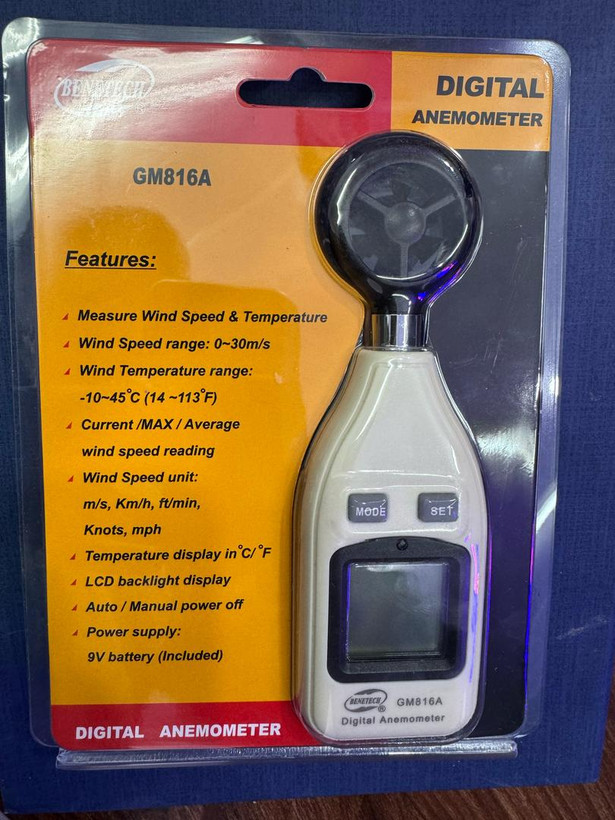 BENETECH
DIGITAL
ANEMOMETER
GM816A
Features:
Measure Wind Speed & Temperature
Wind Speed range: 0~30m/s
Wind Temperature range:
-10~45°C (14 ~113°F)
Current /MAX / Average
wind speed reading
Wind Speed unit:
m/s, Km/h, ft/min,
Knots, mph
Temperature display in°C/°F
LCD backlight display
Auto / Manual power off
Power supply:
9V battery (Included)
MODE SET
BENETECH ® GM816A
Digital Anemometer
DIGITAL ANEMOMETER